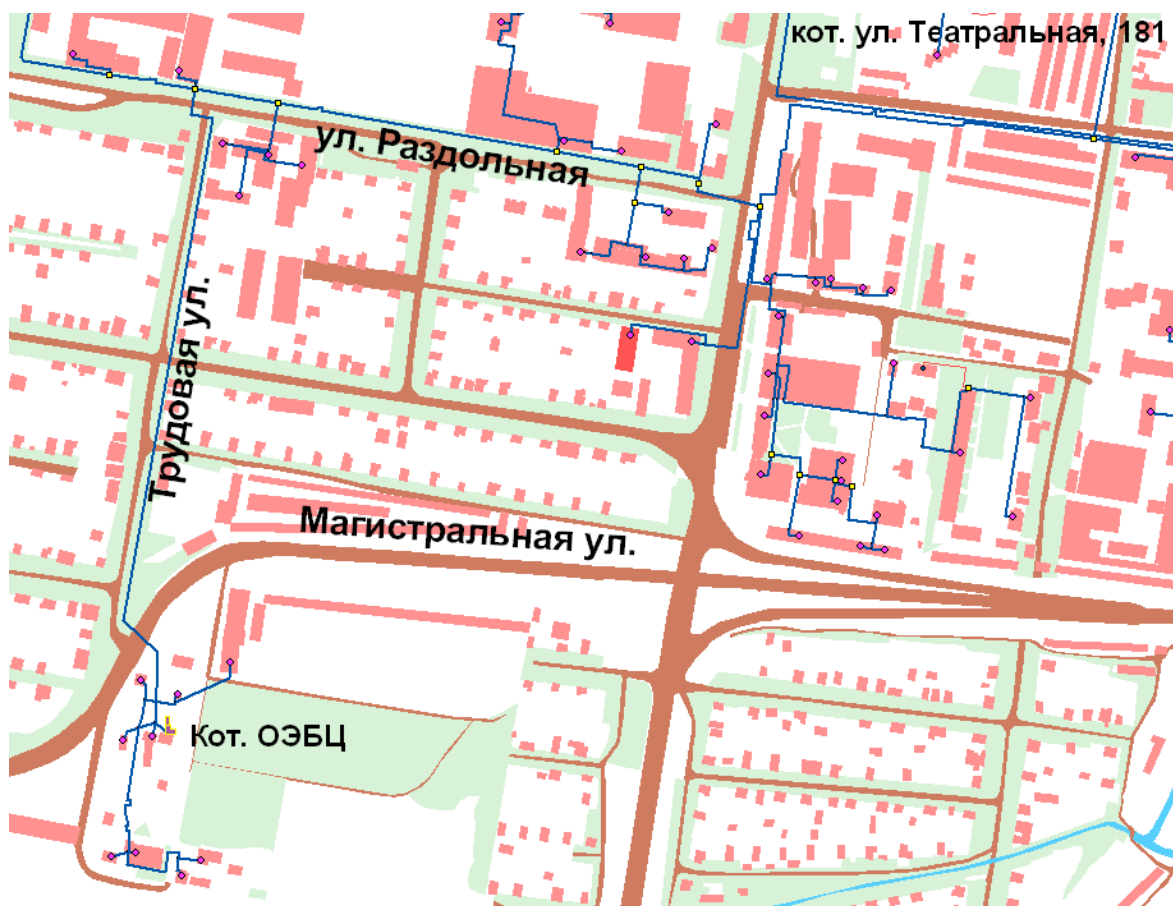 кот. ул. Театральная, 181
ул. Раздольная
Трудовая ул.
Магистральная ул.
Кот. ОЭБЦ